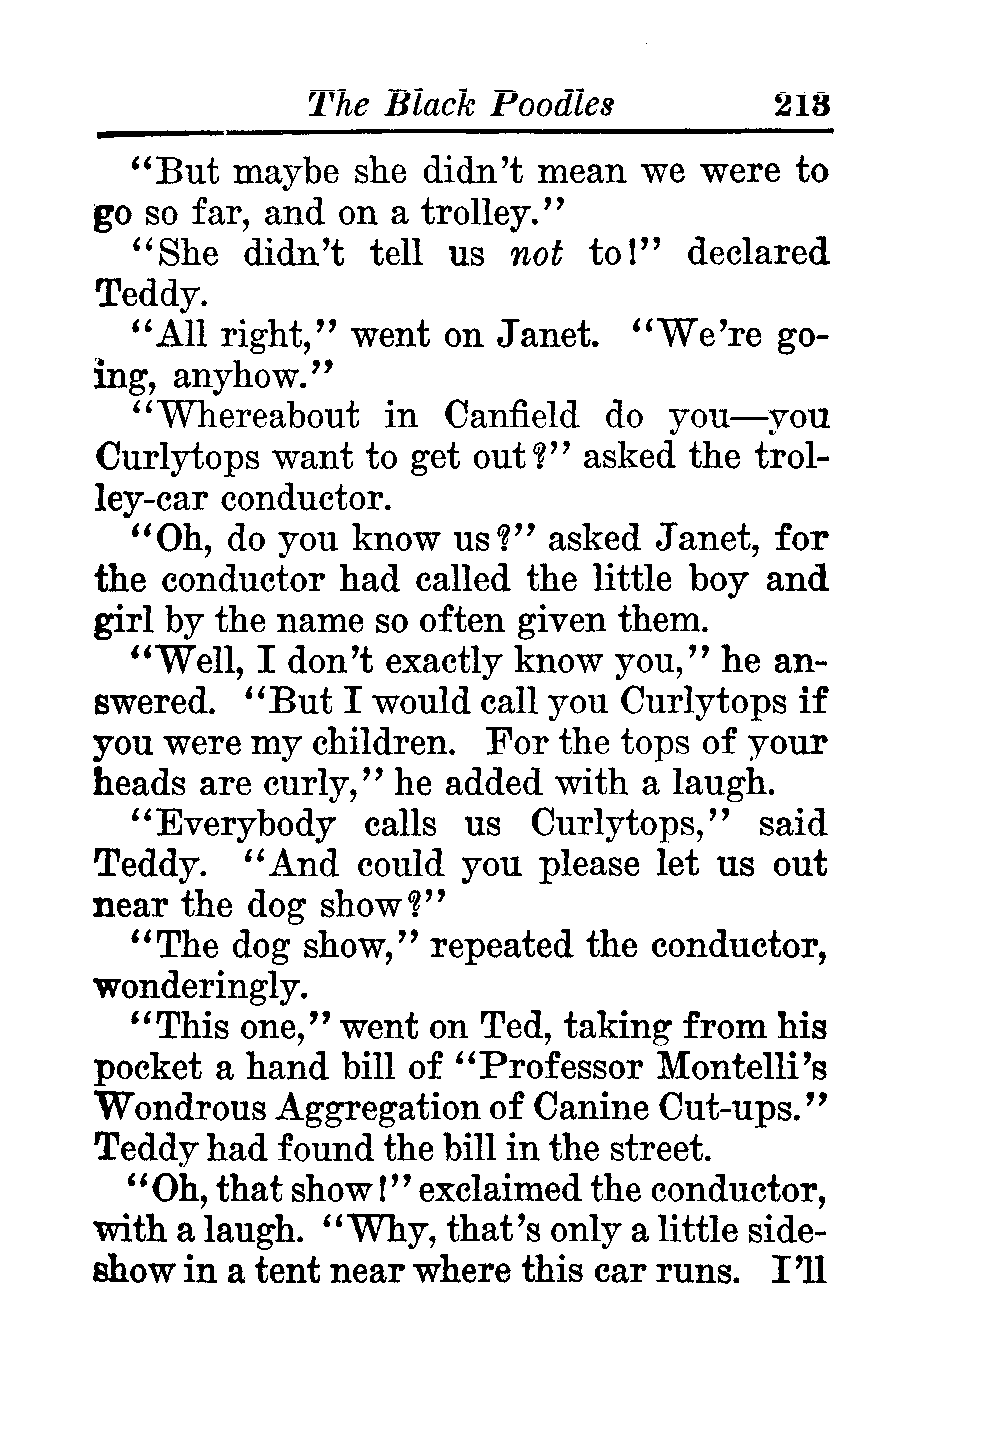 The Black Poodles 213
“But maybe she didn’t mean we were to
go so far, and on a trolley.”
“She didn’t tell us not to!” declared
Teddy.
“All right,” went on Janet. “We’re go-
ing, anyhow.”
“Whereabout in Canfield do you—you
Curlytops want to get out?” asked the trol-
ley-car conductor.
“Oh, do you know us?” asked Janet, for
the conductor had called the little boy and
girl by the name so often given them.
“Well, I don’t exactly know you,” he an-
swered. “But I would call you Curlytops if
you were my children. For the tops of your
heads are curly,” he added with a laugh.
“Everybody calls us Curlytops,” said
Teddy. “And could you please let us out
near the dog show?”
“The dog show,” repeated the conductor,
wonderingly.
“This one,” went on Ted, taking from his
pocket a hand bill of “Professor Montelli’s
Wondrous Aggregation of Canine Cut-ups.”
Teddy had found the bill in the street.
“Oh, that show!” exclaimed the conductor,
with a laugh. “Why, that’s only a little side-
show in a tent near where this car runs. I’ll